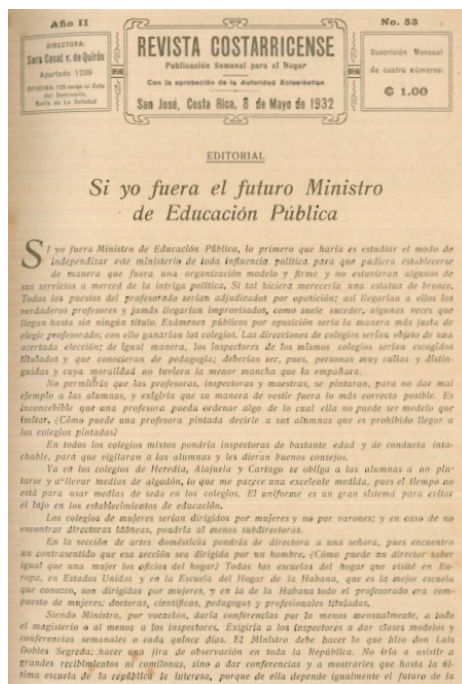 Año II
No. 53
DIRECTORA:
Sara Casal v. de Quirós
Apartado 1239
OFICINA: 125 varas al Este
del Seminario,
Calle de La Soledad
REVISTA COSTARRICENSE
Publicación Semanal para el Hogar
Con la aprobación de la Autoridad Eclesiástica
San José, Costa Rica, 8 de Mayo de 1932
Suscrición Mensual
de cuatro números:
₡ 1.00
EDITORIAL
Si yo fuera el futuro Ministro
de Educación Pública
SI yo fuera Ministro de Educación Pública, lo primero que haría es estudiar el modo de
independizar este ministerio de toda influencia política para que pudiera establecerse
de manera que fuera una organización modelo y firme y no estuvieran algunos de
sus servicios a merced de la intriga política. Si tal hiciera merecería una estatua de bronce.
Todos los puestos del profesorado serían adjudicados por oposición; así llegarían a ellos los
verdaderos profesores y jamás llegarían improvisados, como suele suceder, algunas veces que
llegan hasta sin ningún título. Exámenes públicos por oposición sería la manera más justa de
elegir profesorado; con ello ganarían los colegios. Las direcciones de colegios serían objeto de una
acertada elección; de igual manera, los inspectores de los mismos colegios serían escogidos
titulados y que conocieran de pedagogía; deberían ser, pues, personas muy cultas y distin-
guidas y cuya moralidad no tuviera la menor mancha que la empañara.
No permitiría que las profesoras, inspectoras y maestras, se pintaran, para no dar mal
ejemplo a las alumnas, y exigiría que su manera de vestir fuera lo más correcta posible. Es
inconcebible que una profesora pueda ordenar algo de lo cual ella no puede ser modelo que
imitar. ¿Cómo puede una profesora pintada decirle a sus alumnas que es prohibido llegar a
los colegios pintadas?
En todos los colegios mixtos pondría inspectoras de bastante edad y de conducta inta-
chable, para que vigilaran a las alumnas y les dieran buenos consejos.
Ya en los colegios de Heredia, Alajuela y Cartago se obliga a las alumnas a no pin-
tarse y a llevar medias de algodón, lo que me parece una excelente medida, pues el tiempo no
está para usar medias de seda en los colegios. El uniforme es un gran sistema para evitar
el lujo en los establecimientos de educación.
Los colegios de mujeres serían dirigidos por mujeres y no por varones; y en caso de no
encontrar directoras idóneas, pondría al menos subdirectoras.
En la sección de artes domésticas pondría de directora a una señora, pues encuentro
un contrasentido que esa sección sea dirigida por un hombre. ¿Cómo puede un director saber
igual que una mujer los oficios del hogar? Todas las escuelas del hogar que visité en Eu-
ropa, en Estados Unidos y en la Escuela del Hogar de la Habana, que es la mejor escuela
que conozco, son dirigidas por mujeres, y en la de la Habana todo el profesorado era com-
puesto de mujeres: doctoras, científicas, pedagogas y profesionales tituladas.
Siendo Ministro, por vocación, daría conferencias por lo menos mensualmente, a todo
el magisterio o al menos a los inspectores. Exigiría a los inspectores a dar clases modelos y
conferencias semanales o cada quince días. El Ministro debe hacer lo que hizo don Luis
Dobles Segreda: hacer una jira de observación en toda la República. No iría a asistir a
grandes recibimientos ni comilonas, sino a dar conferencias y a mostrarles que hasta la úl-
tima escuela de la república le interesa, porque de ella depende igualmente el futuro de la